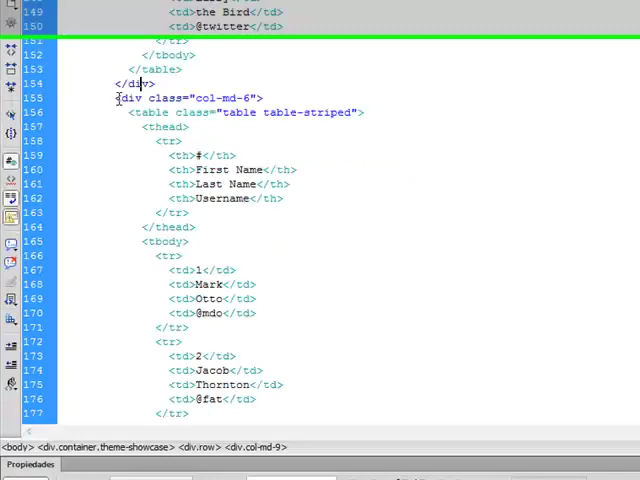 149 <td>the Bird</td>
150 <td>@twitter</td>
151 </tr>
152 </tbody>
153 </table>
154 </div>
155 <div class="col-md-6">
156 <table class="table table-striped">
157 <thead>
158 <tr>
159 <th>#</th>
160 <th>First Name</th>
161 <th>Last Name</th>
162 <th>Username</th>
163 </tr>
164 </thead>
165 <tbody>
166 <tr>
167 <td>1</td>
168 <td>Mark</td>
169 <td>Otto</td>
170 <td>@mdo</td>
171 </tr>
172 <tr>
173 <td>2</td>
174 <td>Jacob</td>
175 <td>Thornton</td>
176 <td>@fat</td>
177 </tr>
<body> <div.container.theme-showcase> <div.row> <div.col-md-9>
Propiedades